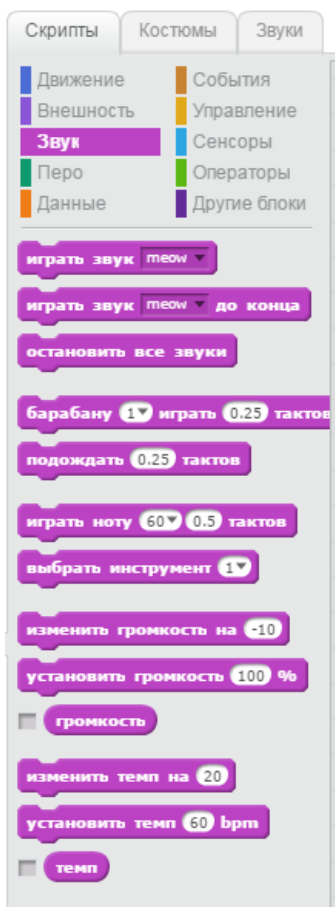 Скрипты Костюмы Звуки
Движение События
Внешность Управление
Звук Сенсоры
Перо Операторы
Данные Другие блоки
играть звук meow
играть звук meow до конца
остановить все звуки
барабану 1 играть 0.25 тактов
подождать 0.25 тактов
играть ноту 60 0.5 тактов
выбрать инструмент 1
изменить громкость на -10
установить громкость 100 %
громкость
изменить темп на 20
установить темп 60 bpm
темп